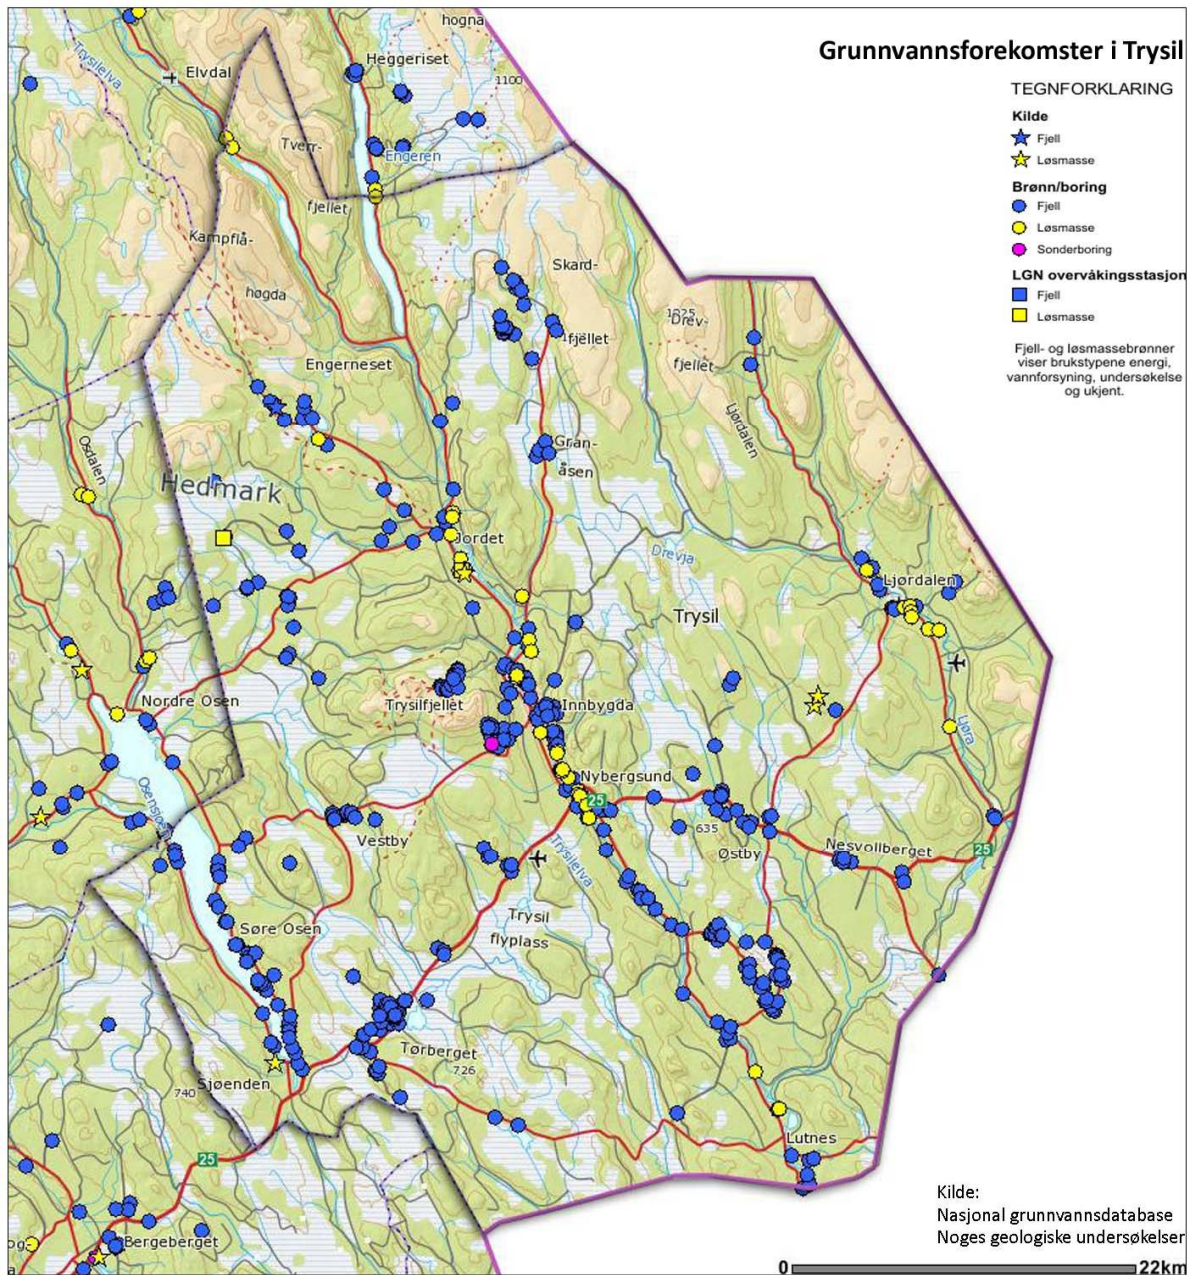 Grunnvannsforekomster i Trysil
TEGNFORKLARING
Kilde
Fjell
Løsmasse
Brønn/boring
Fjell
Løsmasse
Sonderboring
LGN overvåkingsstasjon
Fjell
Løsmasse
Fjell- og løsmassebrønner
viser brukstypene energi,
vannforsyning, undersøkelse
og ukjent.
hogna
Trysilelva
Elvdal
Heggeriset
1100
Tverr-
fjellet
Engeren
Kampflå-
høgda
Skard-
fjellet
Drev-
fjellet
Engerneset
Ljørdalen
Osdalen
Gran-
åsen
Hedmark
Jordet
Drevja
Ljørdalen
Trysil
Nordre Osen
Trysilfjellet
Innbygda
Ljøra
Nybergsund
25
635
Vestby
Østby
Nesvollberget
25
Trysilelva
Trysil
flyplass
Søre Osen
Tørberget
726
Sjøenden
740
25
Lutnes
Bergeberget
Kilde:
Nasjonal grunnvannsdatabase
Noges geologiske undersøkelser
0
22km